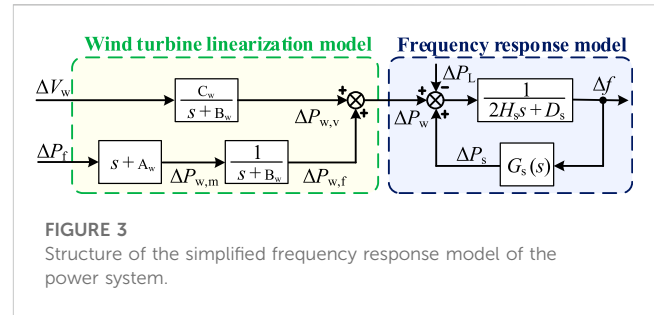 Wind turbine linearization model
Frequency response model
ΔV_w
C_w
s + B_w
ΔP_w,v
+
+
ΔP_f
s + A_w
ΔP_w,m
1
s + B_w
ΔP_w,f
ΔP_w
ΔP_L
+
−
+
1
2H_s s + D_s
Δf
ΔP_s
G_s(s)
FIGURE 3
Structure of the simplified frequency response model of the
power system.